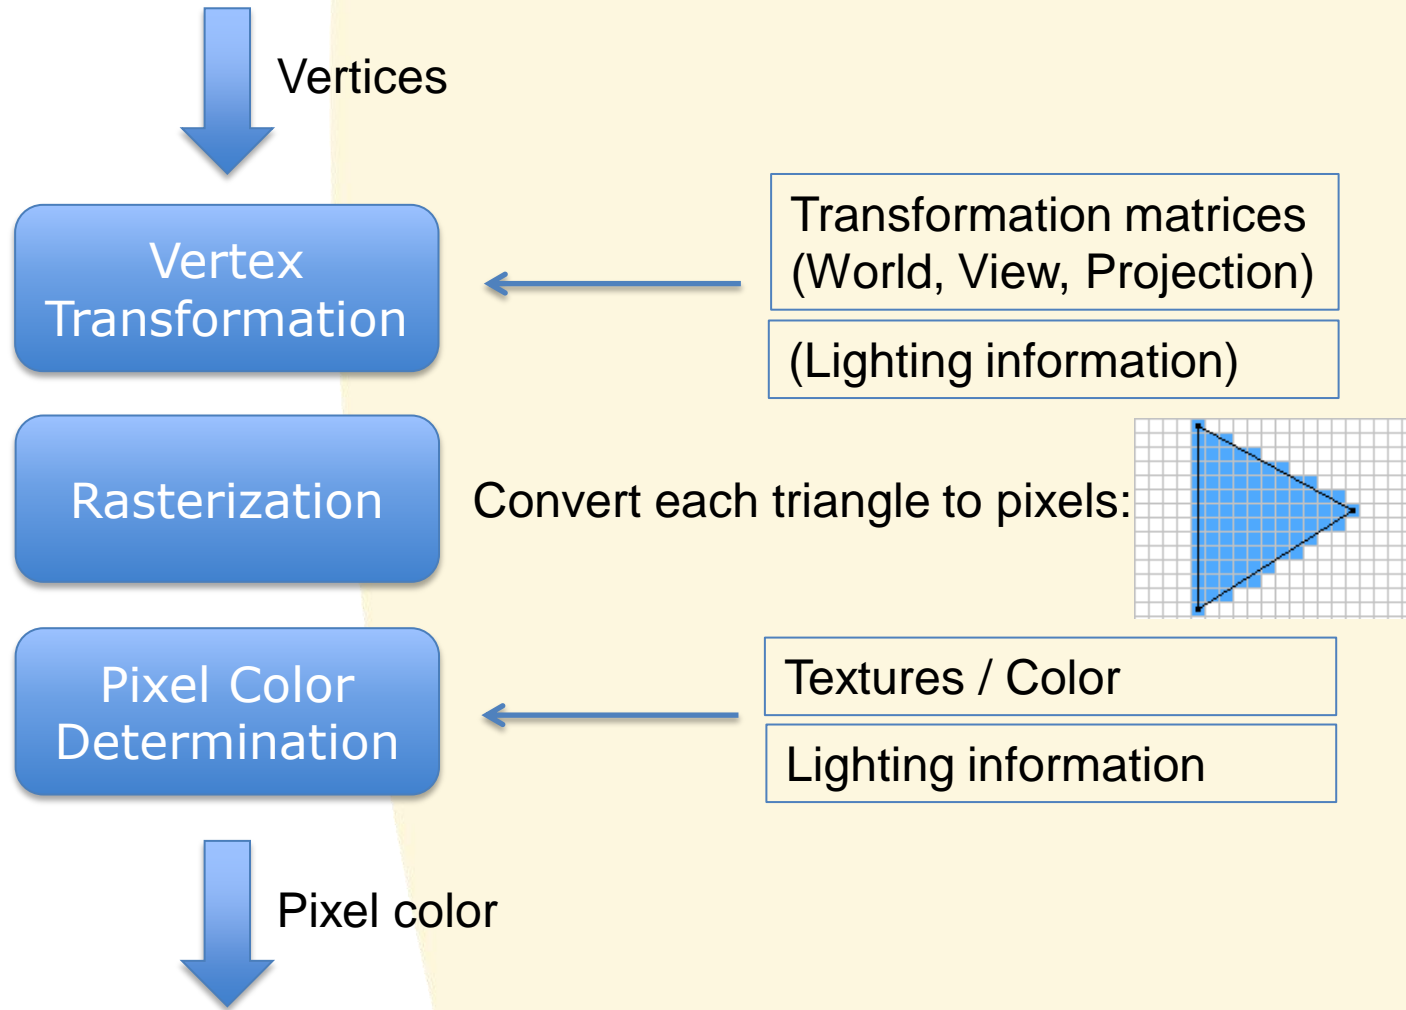 Vertices
Vertex
Transformation
Transformation matrices
(World, View, Projection)
(Lighting information)
Rasterization
Convert each triangle to pixels:
Pixel Color
Determination
Textures / Color
Lighting information
Pixel color